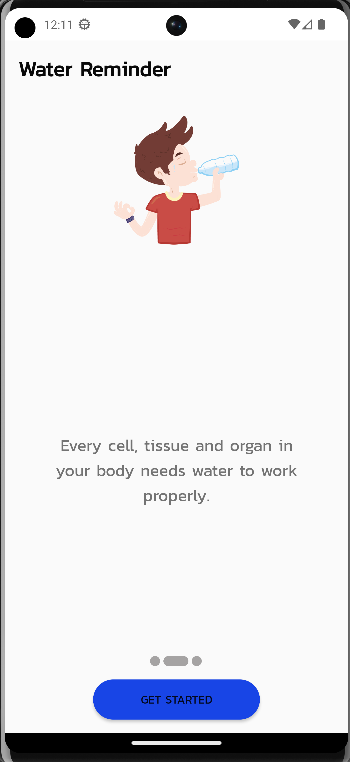 12:11
Water Reminder
Every cell, tissue and organ in
your body needs water to work
properly.
GET STARTED